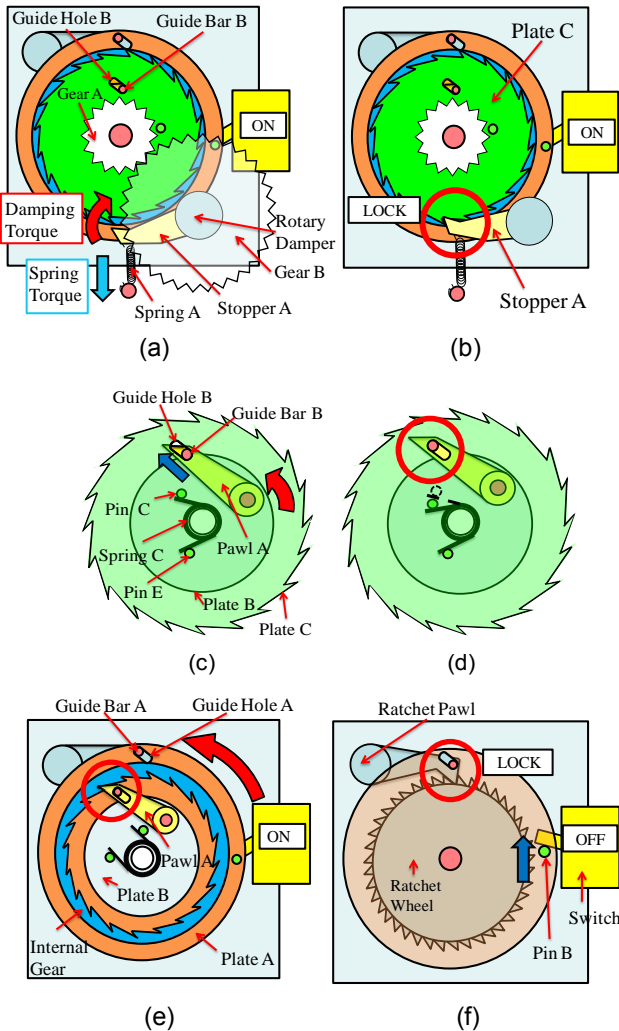 Guide Hole B
Guide Bar B
Gear A
ON
Damping
Torque
Spring
Torque
Rotary
Damper
Gear B
Spring A
Stopper A
(a)
Plate C
ON
LOCK
Stopper A
(b)
Guide Hole B
Guide Bar B
Pin C
Spring C
Pawl A
Pin E
Plate B
Plate C
(c)
(d)
Guide Bar A
Guide Hole A
ON
Pawl A
Plate B
Internal
Gear
Plate A
(e)
Ratchet Pawl
LOCK
OFF
Ratchet
Wheel
Switch
Pin B
(f)